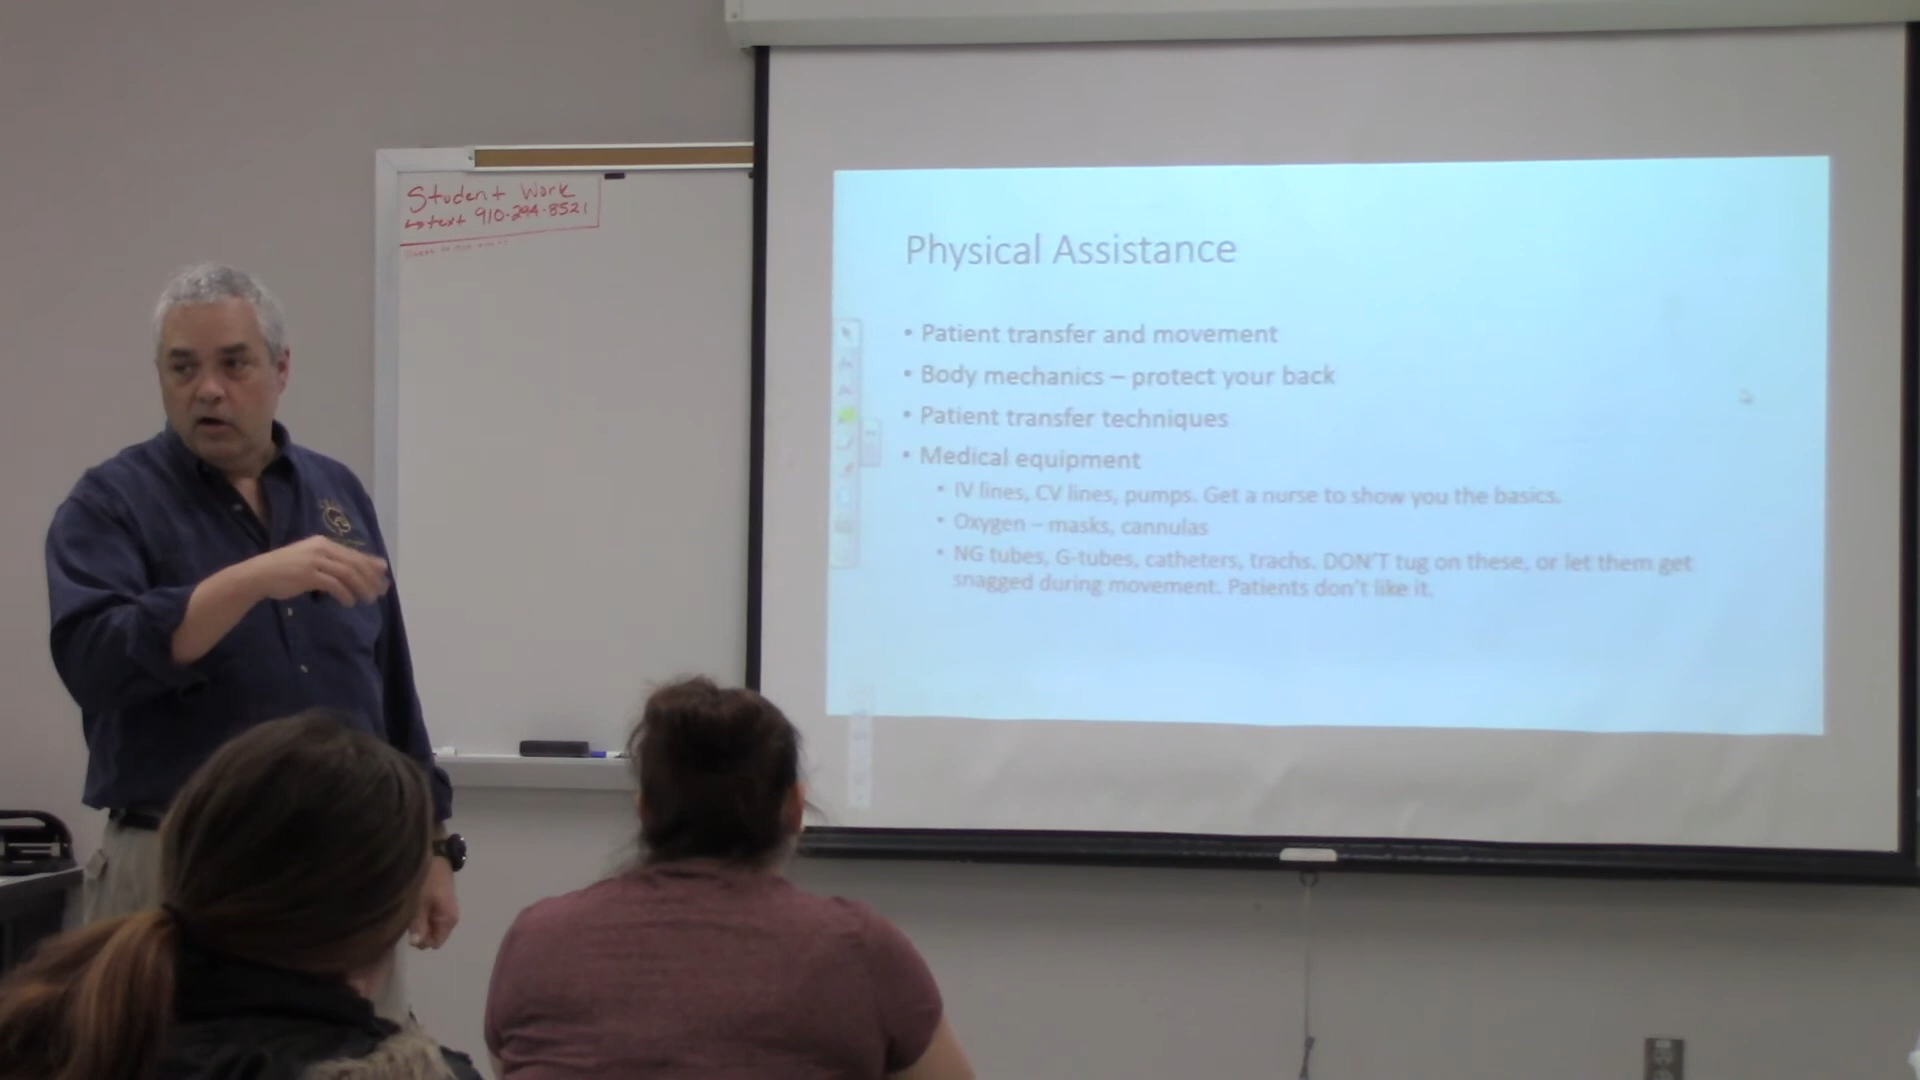 Student Work
↳text 910-294-8521
Physical Assistance
• Patient transfer and movement
• Body mechanics – protect your back
• Patient transfer techniques
• Medical equipment
• IV lines, CV lines, pumps. Get a nurse to show you the basics.
• Oxygen – masks, cannulas
• NG tubes, G-tubes, catheters, trachs. DON'T tug on these, or let them get
snagged during movement. Patients don't like it.